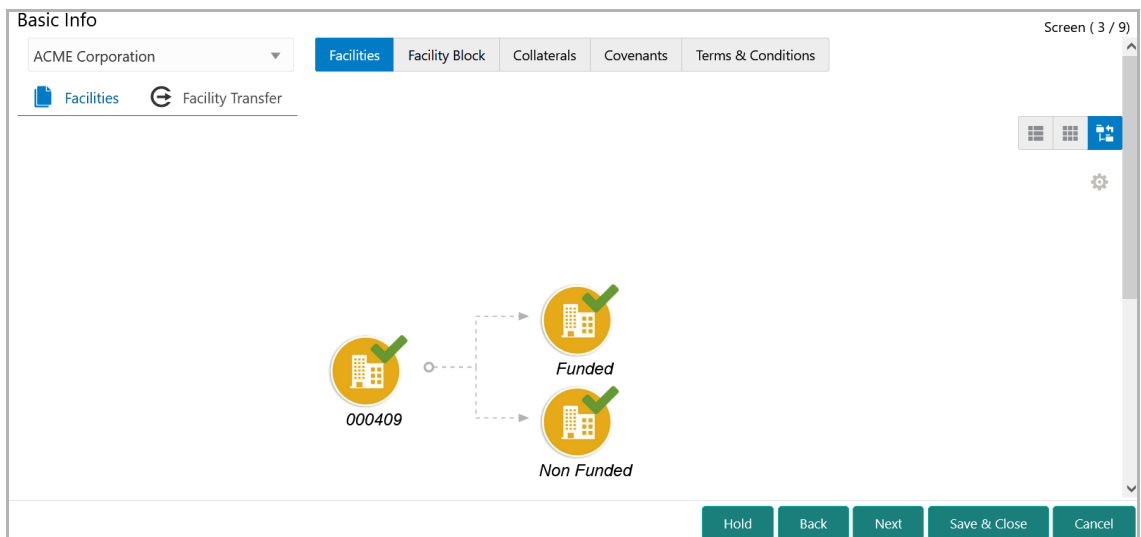 Basic Info
Screen ( 3 / 9)
ACME Corporation
Facilities
Facility Block
Collaterals
Covenants
Terms & Conditions
Facilities
Facility Transfer
Funded
000409
Non Funded
Hold
Back
Next
Save & Close
Cancel